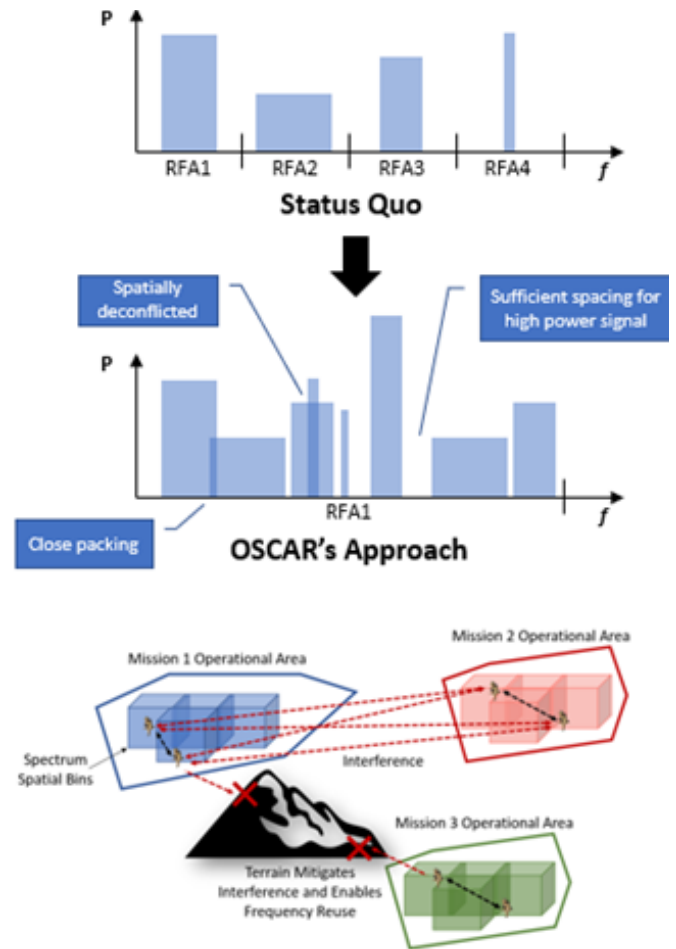 P
RFA1
RFA2
RFA3
RFA4
f
Status Quo
Spatially
deconflicted
Sufficient spacing for
high power signal
P
RFA1
f
Close packing
OSCAR's Approach
Mission 2 Operational Area
Mission 1 Operational Area
Spectrum
Spatial Bins
Interference
Mission 3 Operational Area
Terrain Mitigates
Interference and Enables
Frequency Reuse